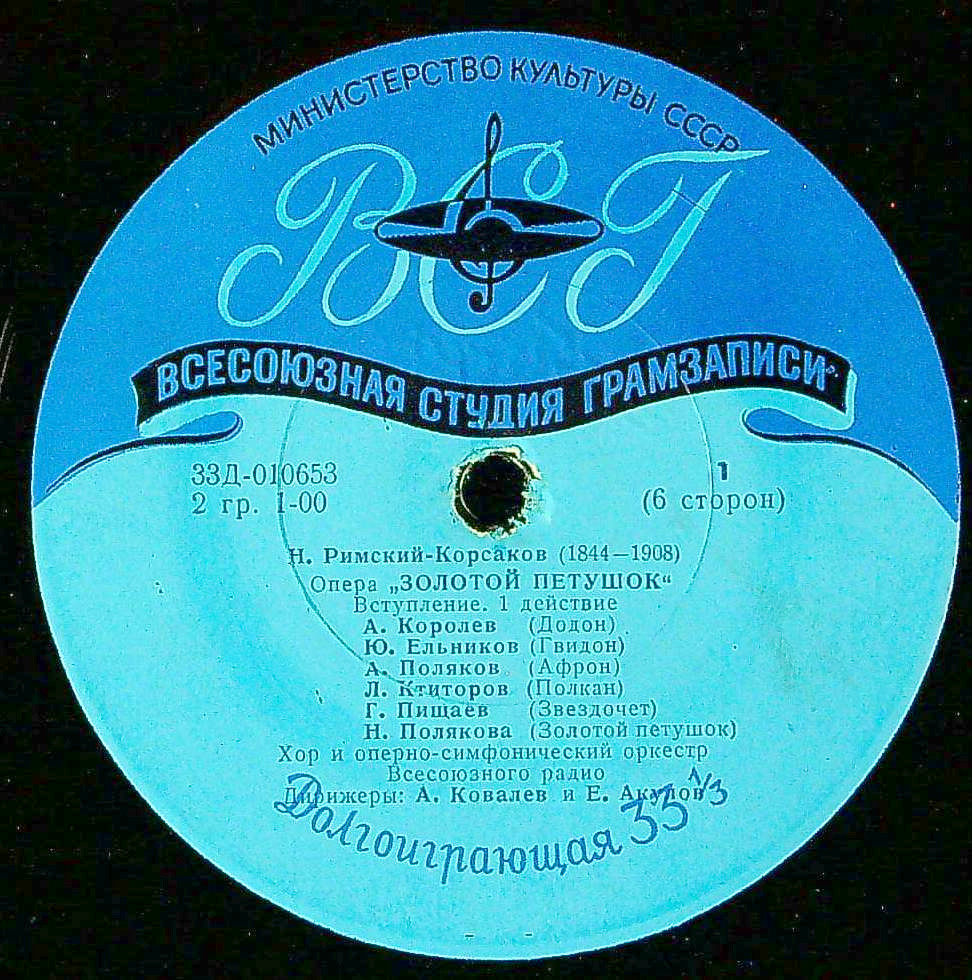 МИНИСТЕРСТВО КУЛЬТУРЫ СССР
ВСГ
ВСЕСОЮЗНАЯ СТУДИЯ ГРАМЗАПИСИ
33Д-010653
2 гр. 1-00
1
(6 сторон)
Н. Римский-Корсаков (1844—1908)
Опера „ЗОЛОТОЙ ПЕТУШОК“
Вступление. 1 действие
А. Королев (Додон)
Ю. Ельников (Гвидон)
А. Поляков (Афрон)
Л. Ктиторов (Полкан)
Г. Пищаев (Звездочет)
Н. Полякова (Золотой петушок)
Хор и оперно-симфонический оркестр
Всесоюзного радио
Дирижеры: А. Ковалев и Е. Акулов
Долгоиграющая 33 1/3